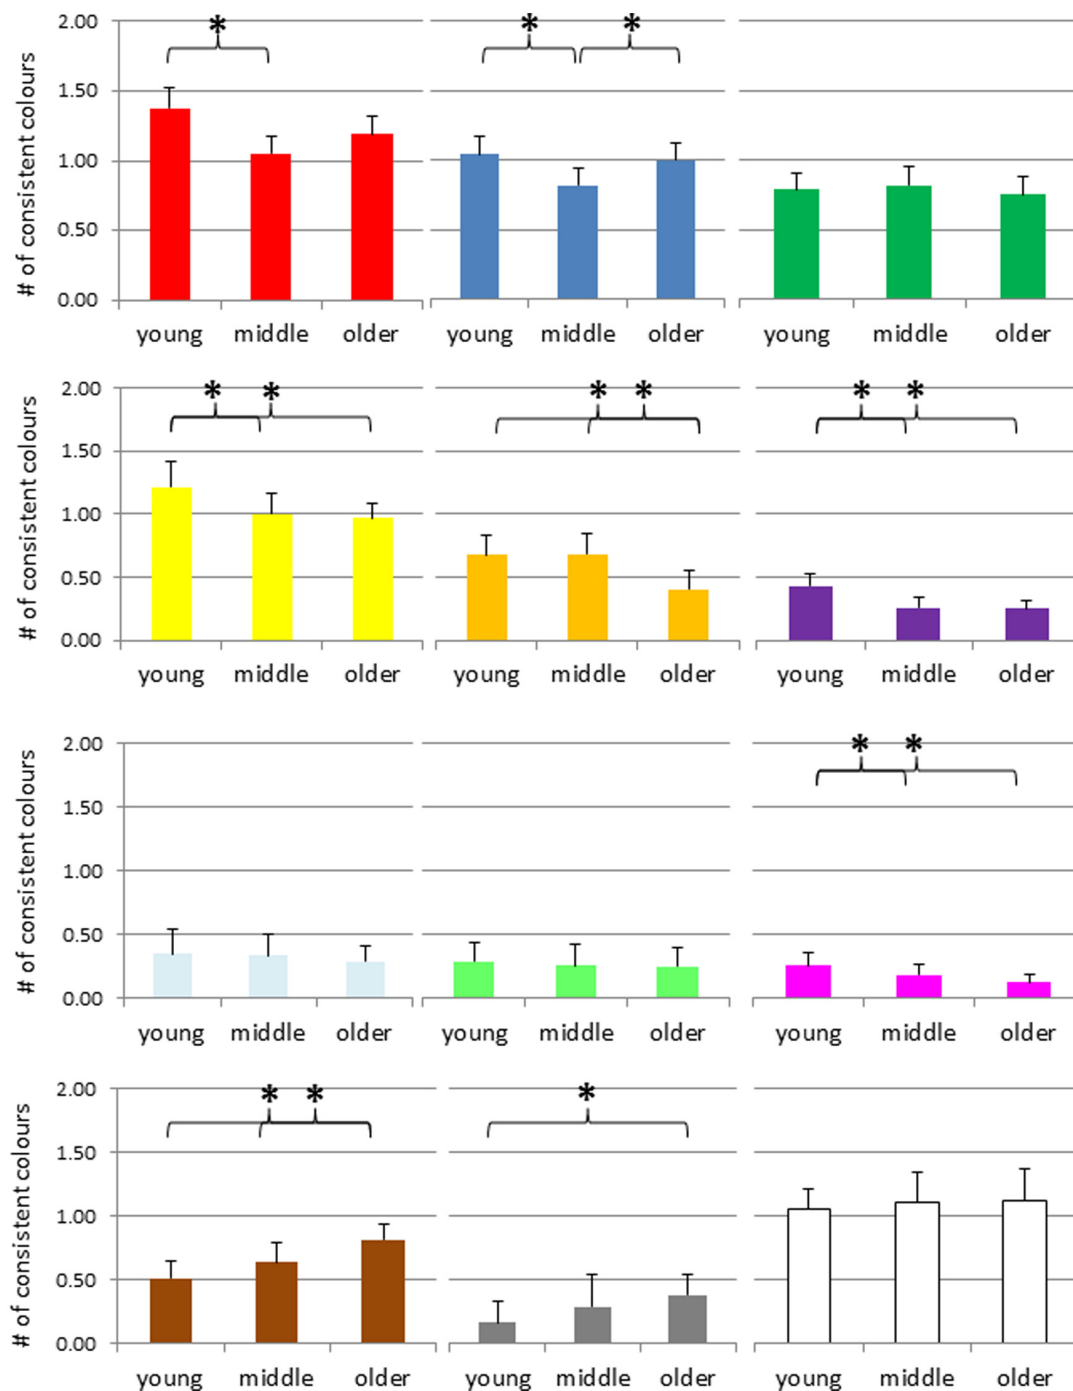 # of consistent colours
2.00
1.50
1.00
0.50
0.00
* * *
young middle older young middle older young middle older
# of consistent colours
2.00
1.50
1.00
0.50
0.00
* * * * * *
young middle older young middle older young middle older
# of consistent colours
2.00
1.50
1.00
0.50
0.00
* *
young middle older young middle older young middle older
# of consistent colours
2.00
1.50
1.00
0.50
0.00
* * *
young middle older young middle older young middle older